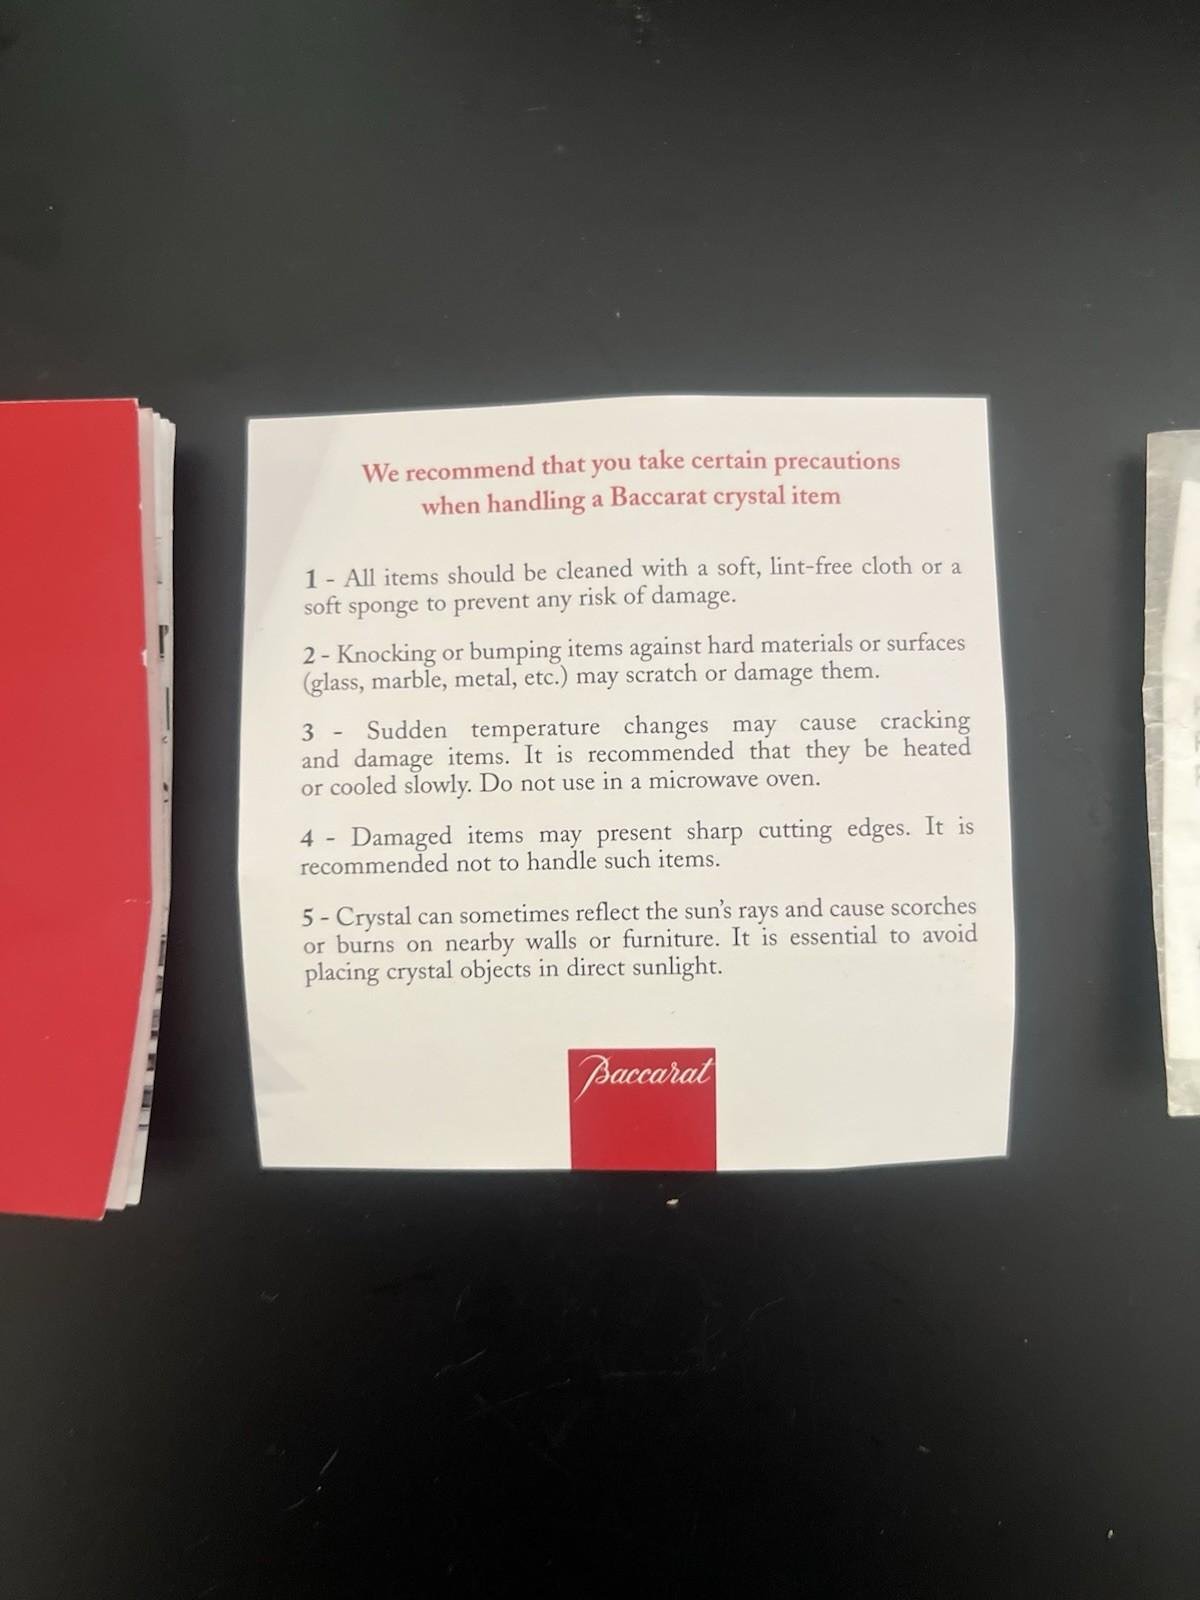 We recommend that you take certain precautions
when handling a Baccarat crystal item
1 - All items should be cleaned with a soft, lint-free cloth or a
soft sponge to prevent any risk of damage.
2 - Knocking or bumping items against hard materials or surfaces
(glass, marble, metal, etc.) may scratch or damage them.
3 - Sudden temperature changes may cause cracking
and damage items. It is recommended that they be heated
or cooled slowly. Do not use in a microwave oven.
4 - Damaged items may present sharp cutting edges. It is
recommended not to handle such items.
5 - Crystal can sometimes reflect the sun's rays and cause scorches
or burns on nearby walls or furniture. It is essential to avoid
placing crystal objects in direct sunlight.
Baccarat